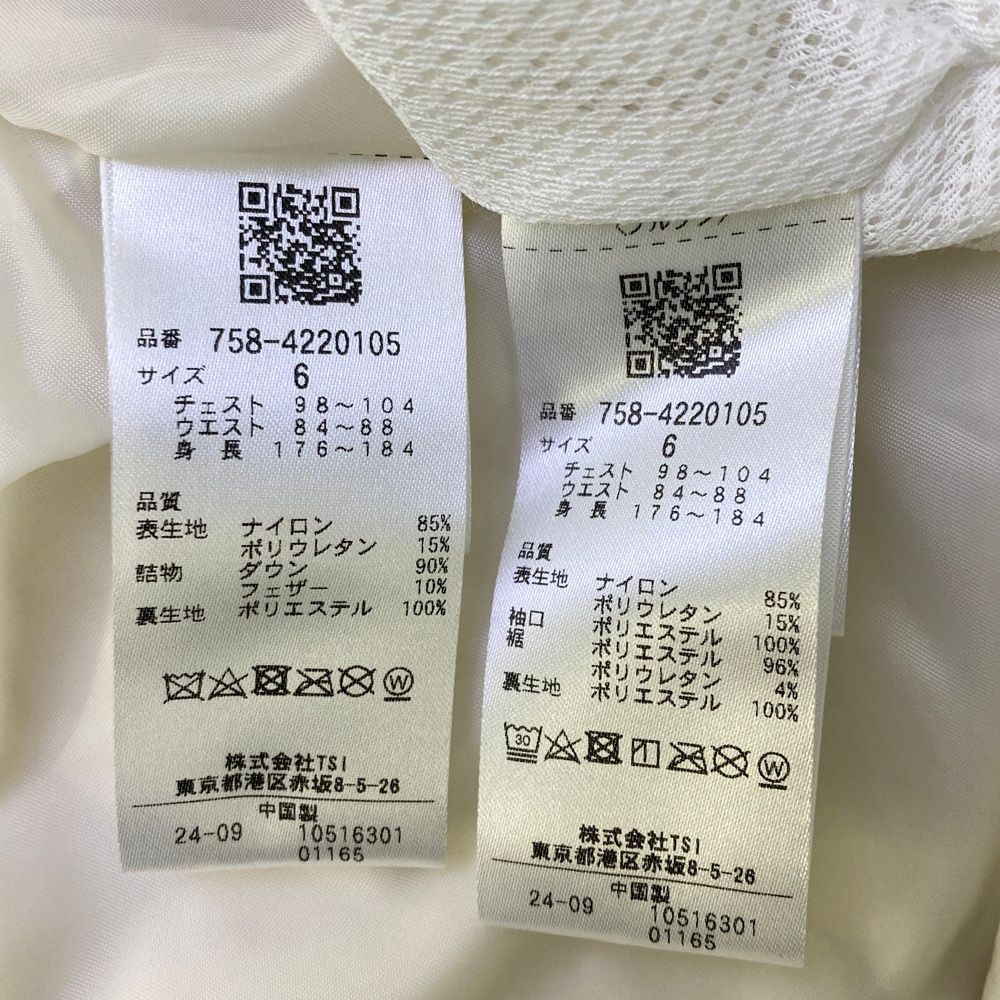 品番 758-4220105
サイズ 6
チェスト 98～104
ウエスト 84～88
身長 176～184
品質
表生地 ナイロン 85%
ポリウレタン 15%
詰物 ダウン 90%
フェザー 10%
裏生地 ポリエステル 100%
W
株式会社TSI
東京都港区赤坂8-5-26
中国製
24-09 10516301
01165
品番 758-4220105
サイズ 6
チェスト 98～104
ウエスト 84～88
身長 176～184
品質
表生地 ナイロン 85%
ポリウレタン 15%
袖口 ポリエステル 100%
裾 ポリエステル 96%
ポリウレタン 4%
裏生地 ポリエステル 100%
30 W
株式会社TSI
東京都港区赤坂8-5-26
中国製
24-09 10516301
01165